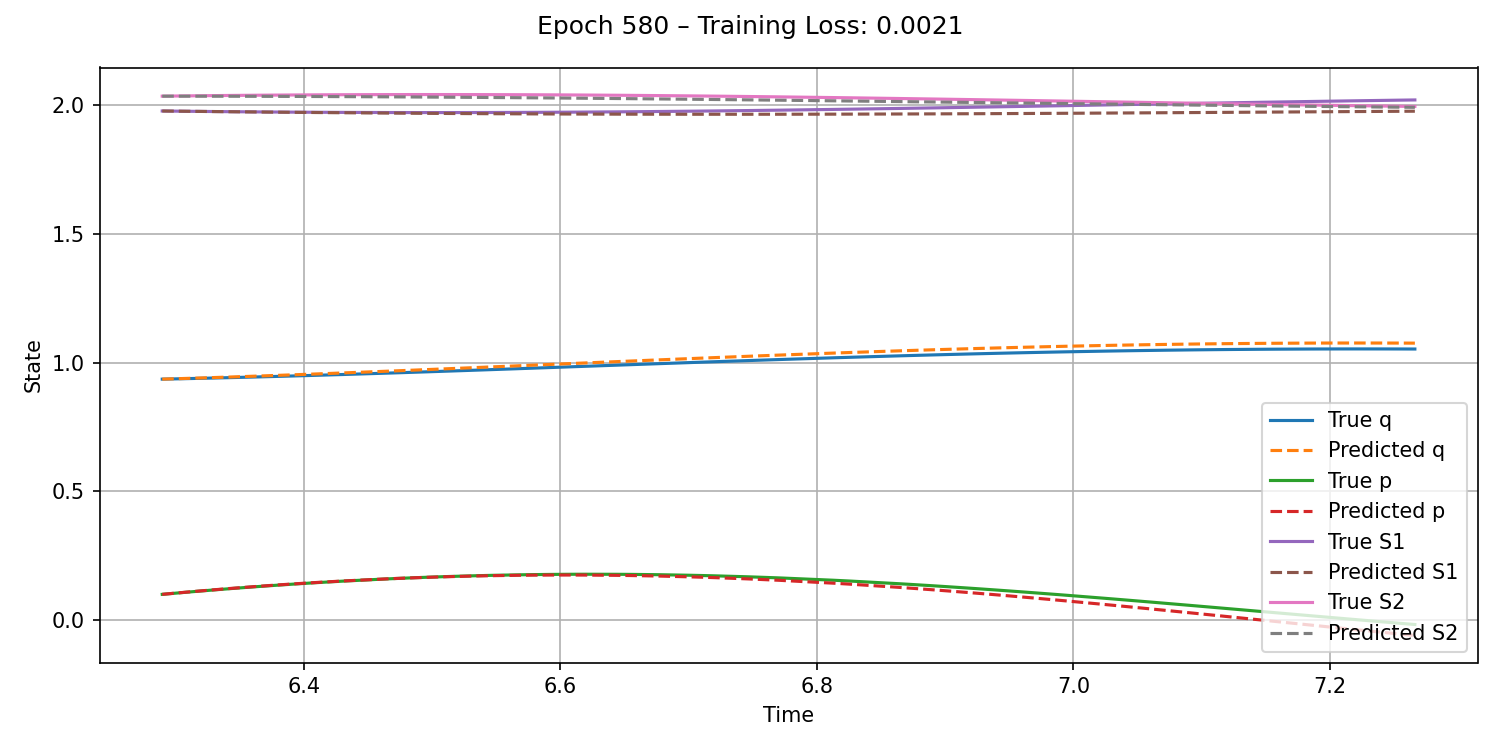 Epoch 580 – Training Loss: 0.0021
2.0
1.5
1.0
0.5
0.0
State
6.4 6.6 6.8 7.0 7.2
Time
True q
Predicted q
True p
Predicted p
True S1
Predicted S1
True S2
Predicted S2